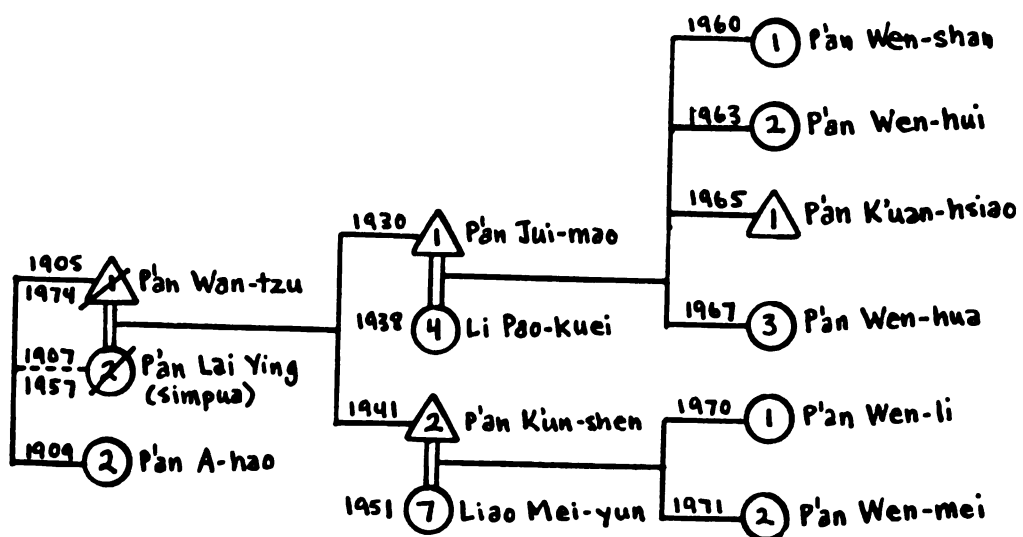 1960 1 P'an Wen-shan
1963 2 P'an Wen-hui
1965 1 P'an K'uan-hsiao
1967 3 P'an Wen-hua
1930 1 P'an Jui-mao
1938 4 Li Pao-kuei
1905 1974 1 P'an Wan-tzu
1907 1957 2 P'an Lai Ying
(simpua)
1909 2 P'an A-hao
1941 2 P'an K'un-shen
1951 7 Liao Mei-yun
1970 1 P'an Wen-li
1971 2 P'an Wen-mei